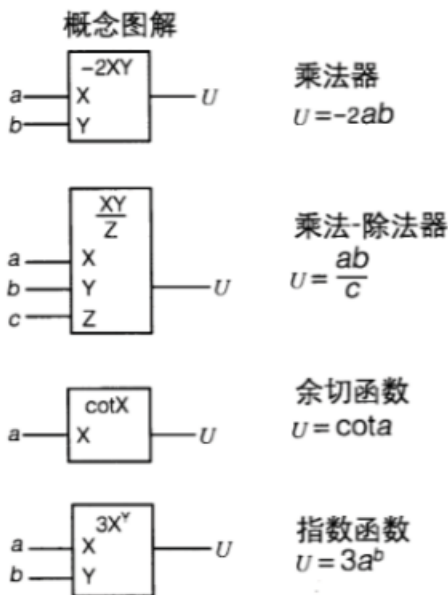 概念图解
-2XY
a X U
b Y
乘法器
U=-2ab
XY
Z
a X
b Y U
c Z
乘法-除法器
U=ab/c
cotX
a X U
余切函数
U=cota
3X^Y
a X U
b Y
指数函数
U=3a^b